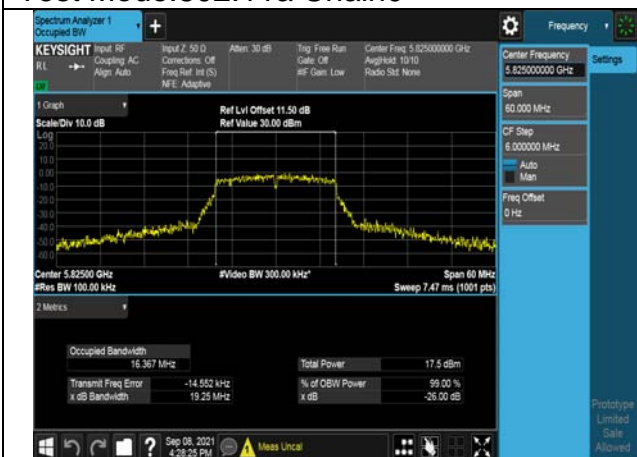 Spectrum Analyzer 1
Occupied BW
+
Frequency
KEYSIGHT
RL
Input: RF
Coupling: AC
Align: Auto
Input Z: 50 Ω
Corrections: Off
Freq Ref: Int (S)
NFE: Adaptive
Atten: 30 dB
Trig: Free Run
Gate: Off
#IF Gain: Low
Center Freq: 5.825000000 GHz
Avg|Hold: 10/10
Radio Std: None
Center Frequency
5.825000000 GHz
Settings
Span
60.000 MHz
CF Step
6.000000 MHz
Auto
Man
Freq Offset
0 Hz
1 Graph
Scale/Div 10.0 dB
Ref Lvl Offset 11.50 dB
Ref Value 30.00 dBm
Log
20.0
10.0
0.00
-10.0
-20.0
-30.0
-40.0
-50.0
-60.0
Center 5.82500 GHz
#Res BW 100.00 kHz
#Video BW 300.00 kHz*
Span 60 MHz
Sweep 7.47 ms (1001 pts)
2 Metrics
Occupied Bandwidth
16.367 MHz
Total Power
17.5 dBm
Transmit Freq Error
-14.552 kHz
% of OBW Power
99.00 %
x dB Bandwidth
19.25 MHz
x dB
-26.00 dB
Prototype
Limited
Sale
Allowed
?
Sep 08, 2021
4:28:25 PM
Meas Uncal